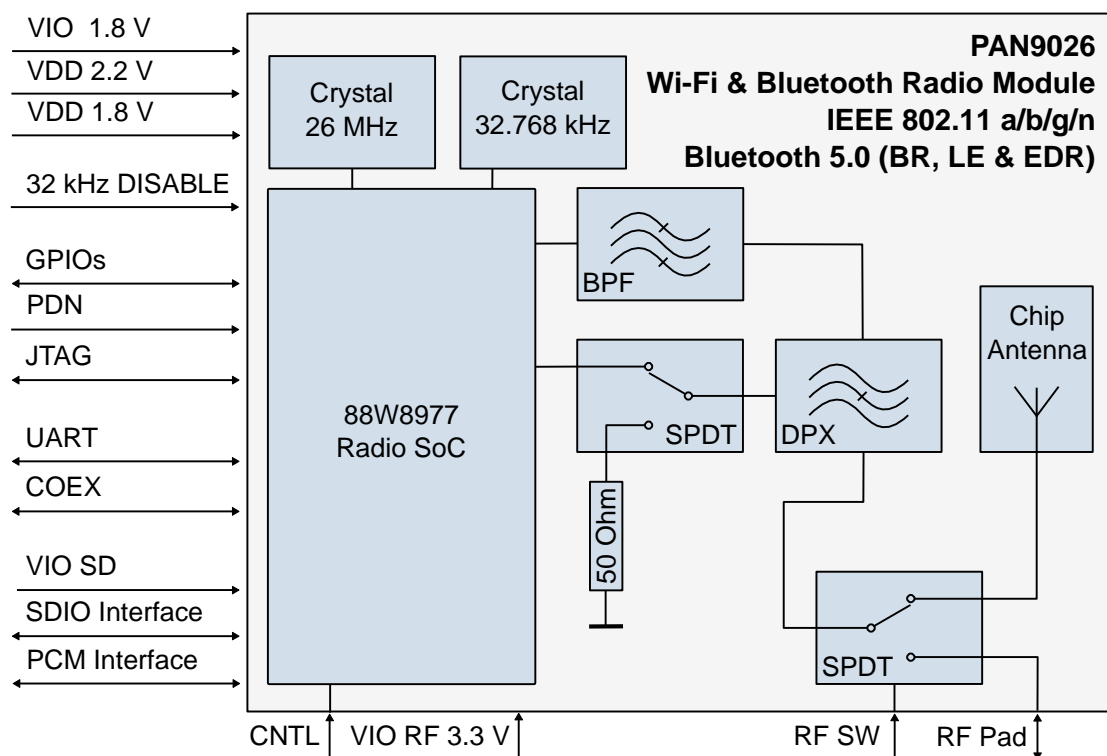 VIO 1.8 V
VDD 2.2 V
VDD 1.8 V
32 kHz DISABLE
GPIOs
PDN
JTAG
UART
COEX
VIO SD
SDIO Interface
PCM Interface
PAN9026
Wi-Fi & Bluetooth Radio Module
IEEE 802.11 a/b/g/n
Bluetooth 5.0 (BR, LE & EDR)
Crystal
26 MHz
Crystal
32.768 kHz
88W8977
Radio SoC
BPF
SPDT
DPX
Chip
Antenna
50 Ohm
SPDT
CNTL
VIO RF 3.3 V
RF SW
RF Pad